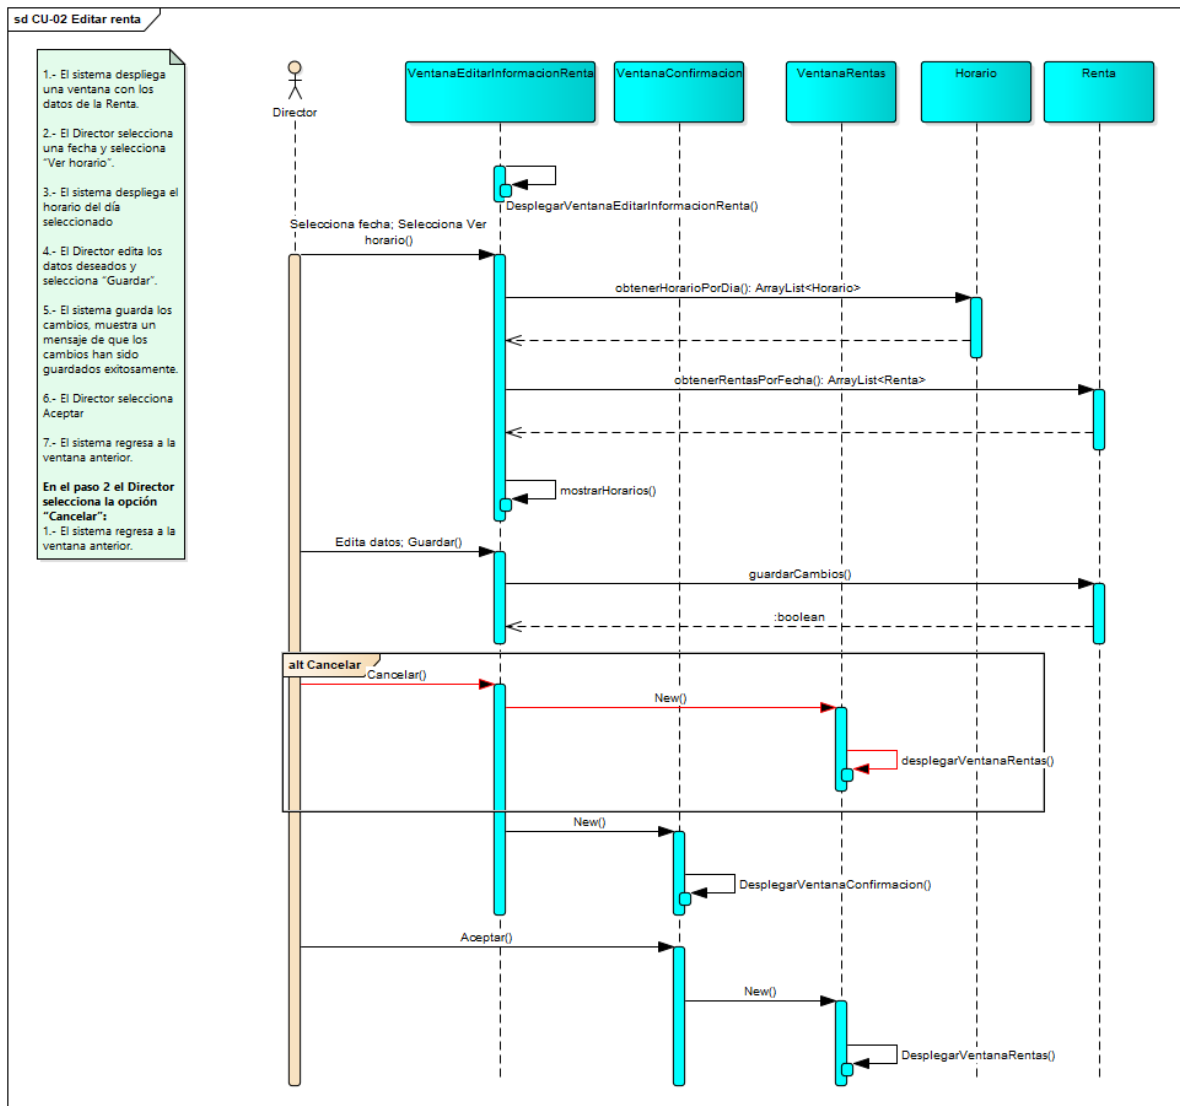 sd CU-02 Editar renta
1.- El sistema despliega
una ventana con los
datos de la Renta.
2.- El Director selecciona
una fecha y selecciona
"Ver horario".
3.- El sistema despliega el
horario del día
seleccionado
4.- El Director edita los
datos deseados y
selecciona "Guardar".
5.- El sistema guarda los
cambios, muestra un
mensaje de que los
cambios han sido
guardados exitosamente.
6.- El Director selecciona
Aceptar
7.- El sistema regresa a la
ventana anterior.
En el paso 2 el Director
selecciona la opción
"Cancelar":
1.- El sistema regresa a la
ventana anterior.
Director
VentanaEditarInformacionRenta
VentanaConfirmacion
VentanaRentas
Horario
Renta
DesplegarVentanaEditarInformacionRenta()
Selecciona fecha; Selecciona Ver
horario()
obtenerHorarioPorDia(): ArrayList<Horario>
obtenerRentasPorFecha(): ArrayList<Renta>
mostrarHorarios()
Edita datos; Guardar()
guardarCambios()
:boolean
alt Cancelar
Cancelar()
New()
desplegarVentanaRentas()
New()
DesplegarVentanaConfirmacion()
Aceptar()
New()
DesplegarVentanaRentas()